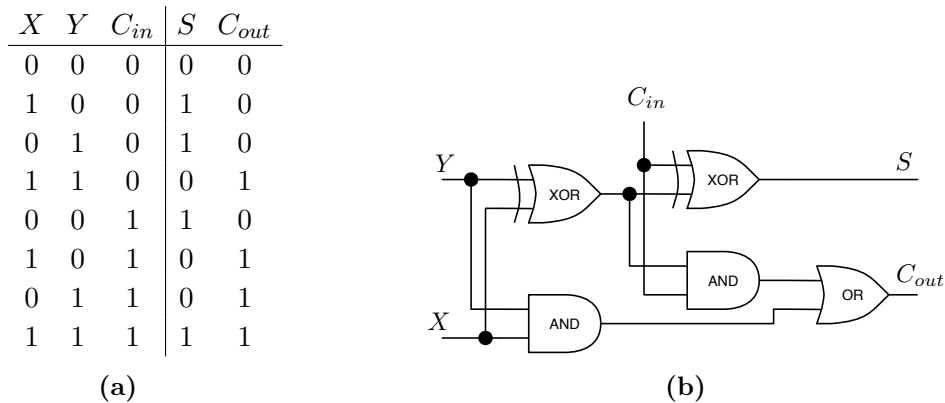 X Y C_in S C_out
0 0 0 0 0
1 0 0 1 0
0 1 0 1 0
1 1 0 0 1
0 0 1 1 0
1 0 1 0 1
0 1 1 0 1
1 1 1 1 1
(a)
C_in
Y
XOR
XOR
S
AND
C_out
OR
X
AND
(b)